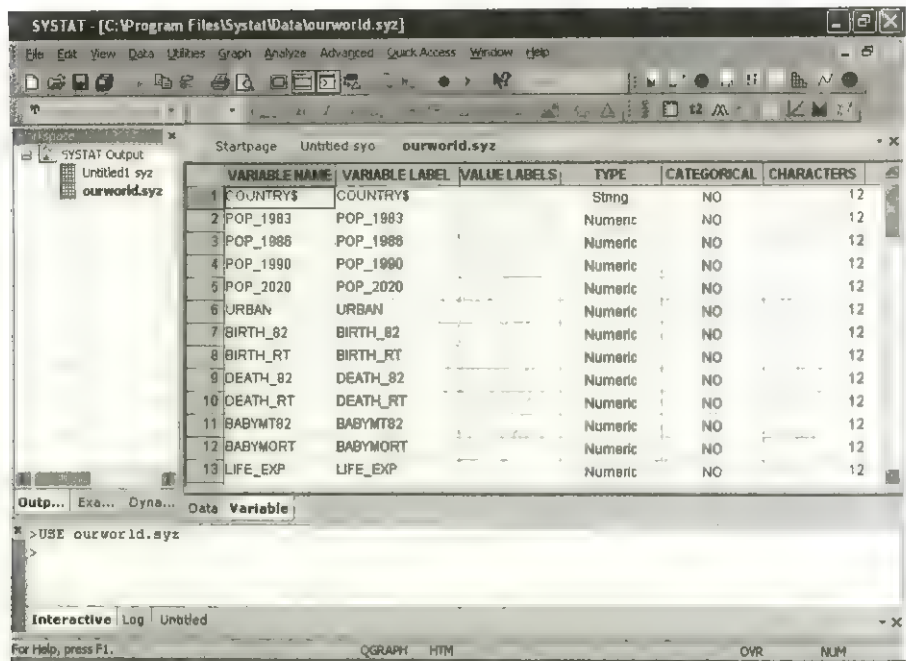 SYSTAT - [C:\Program Files\Systat\Data\ourworld.syz]
File Edit View Data Utilities Graph Analyze Advanced Quick Access Window Help
SYSTAT Output
Untitled1 syz
ourworld.syz
Startpage Untitled syo ourworld.syz
VARIABLE NAME VARIABLE LABEL VALUE LABELS TYPE CATEGORICAL CHARACTERS
1 COUNTRY$ COUNTRY$ String NO 12
2 POP_1983 POP_1983 Numeric NO 12
3 POP_1986 POP_1986 Numeric NO 12
4 POP_1990 POP_1990 Numeric NO 12
5 POP_2020 POP_2020 Numeric NO 12
6 URBAN URBAN Numeric NO 12
7 BIRTH_82 BIRTH_82 Numeric NO 12
8 BIRTH_RT BIRTH_RT Numeric NO 12
9 DEATH_82 DEATH_82 Numeric NO 12
10 DEATH_RT DEATH_RT Numeric NO 12
11 BABYMT82 BABYMT82 Numeric NO 12
12 BABYMORT BABYMORT Numeric NO 12
13 LIFE_EXP LIFE_EXP Numeric NO 12
Outp... Exa... Dyna... Data Variable
>USE ourworld.syz
>
Interactive Log Untitled
For Help, press F1. QGRAPH HTM OVR NUM